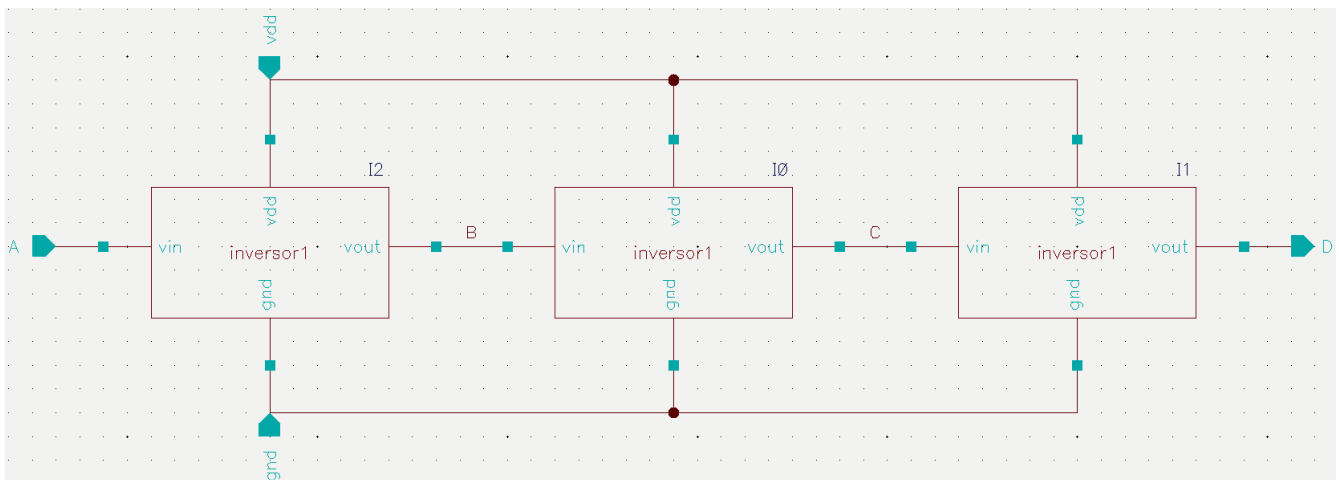 vdd
I2
I0
I1
vdd
vdd
vdd
A
vin
inversor1
vout
B
vin
inversor1
vout
C
vin
inversor1
vout
D
gnd
gnd
gnd
gnd